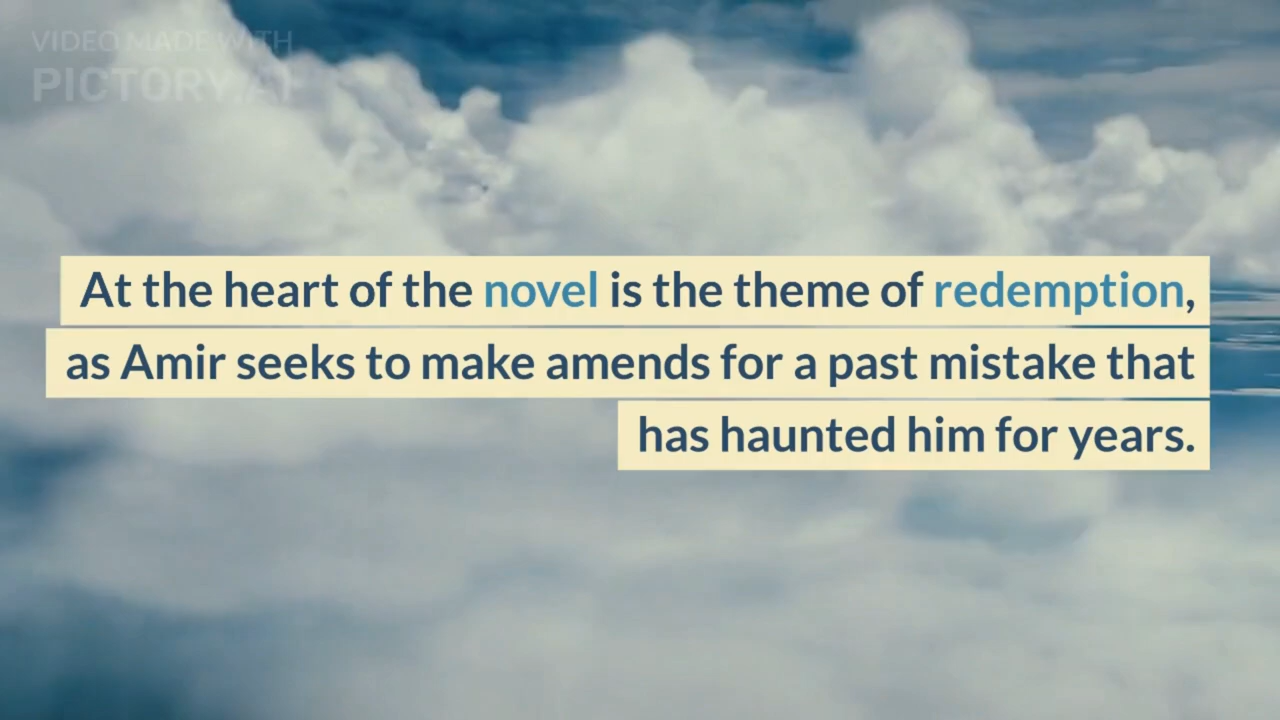 VIDEO MADE WITH
PICTORY.AI
At the heart of the novel is the theme of redemption,
as Amir seeks to make amends for a past mistake that
has haunted him for years.